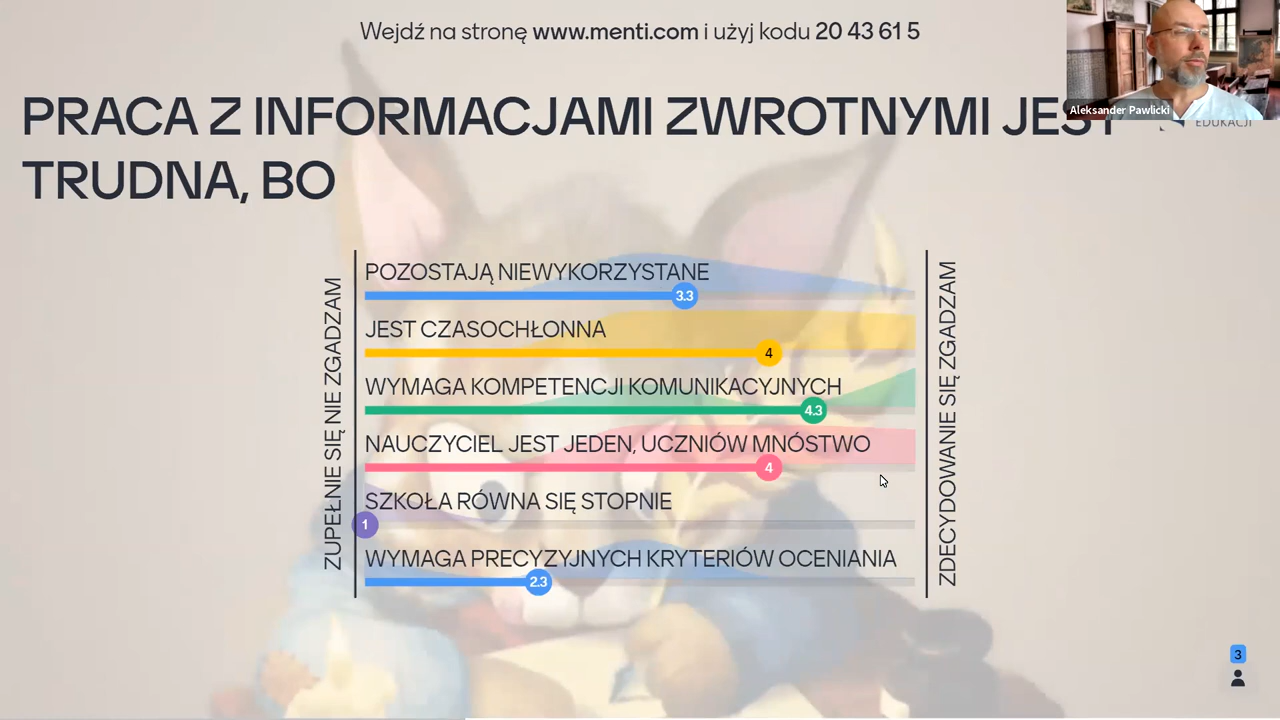 Wejdź na stronę www.menti.com i użyj kodu 20 43 61 5
Aleksander Pawlicki
PRACA Z INFORMACJAMI ZWROTNYMI JEST
EDUKACJI
TRUDNA, BO
ZUPEŁNIE SIĘ NIE ZGADZAM
POZOSTAJĄ NIEWYKORZYSTANE
3.3
JEST CZASOCHŁONNA
4
WYMAGA KOMPETENCJI KOMUNIKACYJNYCH
4.3
NAUCZYCIEL JEST JEDEN, UCZNIÓW MNÓSTWO
4
SZKOŁA RÓWNA SIĘ STOPNIE
1
WYMAGA PRECYZYJNYCH KRYTERIÓW OCENIANIA
2.3
ZDECYDOWANIE SIĘ ZGADZAM
3